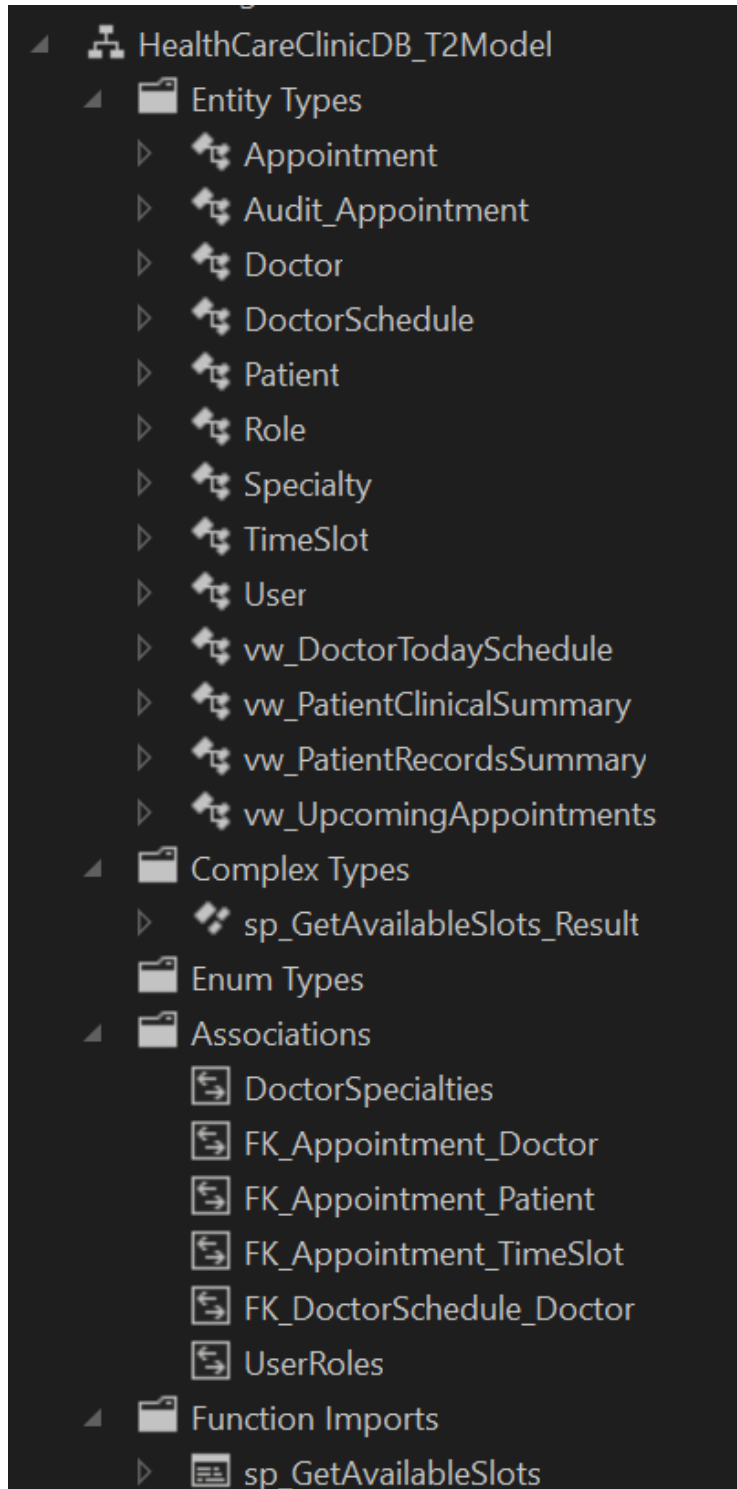 HealthCareClinicDB_T2Model
Entity Types
Appointment
Audit_Appointment
Doctor
DoctorSchedule
Patient
Role
Specialty
TimeSlot
User
vw_DoctorTodaySchedule
vw_PatientClinicalSummary
vw_PatientRecordsSummary
vw_UpcomingAppointments
Complex Types
sp_GetAvailableSlots_Result
Enum Types
Associations
DoctorSpecialties
FK_Appointment_Doctor
FK_Appointment_Patient
FK_Appointment_TimeSlot
FK_DoctorSchedule_Doctor
UserRoles
Function Imports
sp_GetAvailableSlots